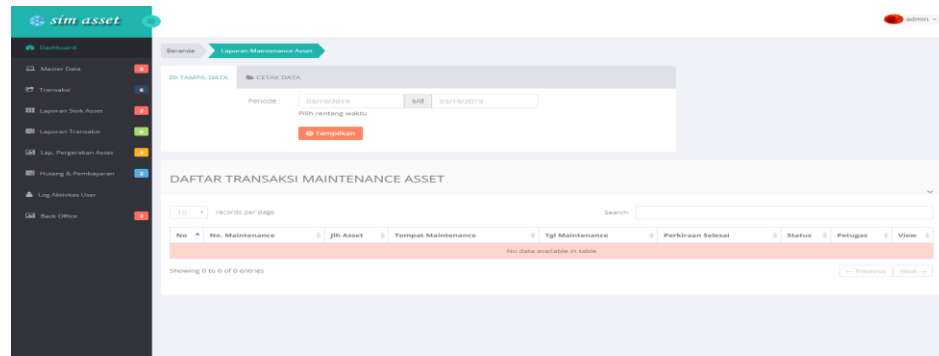 sim asset
admin
Dashboard
Master Data
Transaksi 6
Laporan Stok Asset
Laporan Transaksi
Lap. Pergerakan Asset
Hutang & Pembayaran
Log Aktivitas User
Back Office
Beranda Laporan Maintenance Asset
TAMPIL DATA CETAK DATA
Periode : 03/19/2019 s/d 03/19/2019
Pilih rentang waktu
Tampilkan
DAFTAR TRANSAKSI MAINTENANCE ASSET
10 records per page Search:
No No. Maintenance Jlh Asset Tempat Maintenance Tgl Maintenance Perkiraan Selesai Status Petugas View
No data available in table
Showing 0 to 0 of 0 entries ← Previous Next →